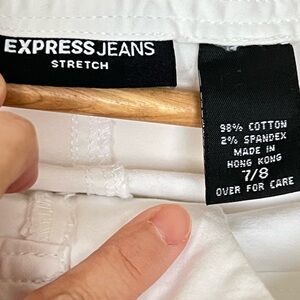 EXPRESS JEANS
STRETCH
98% COTTON
2% SPANDEX
MADE IN
HONG KONG
7/8
OVER FOR CARE